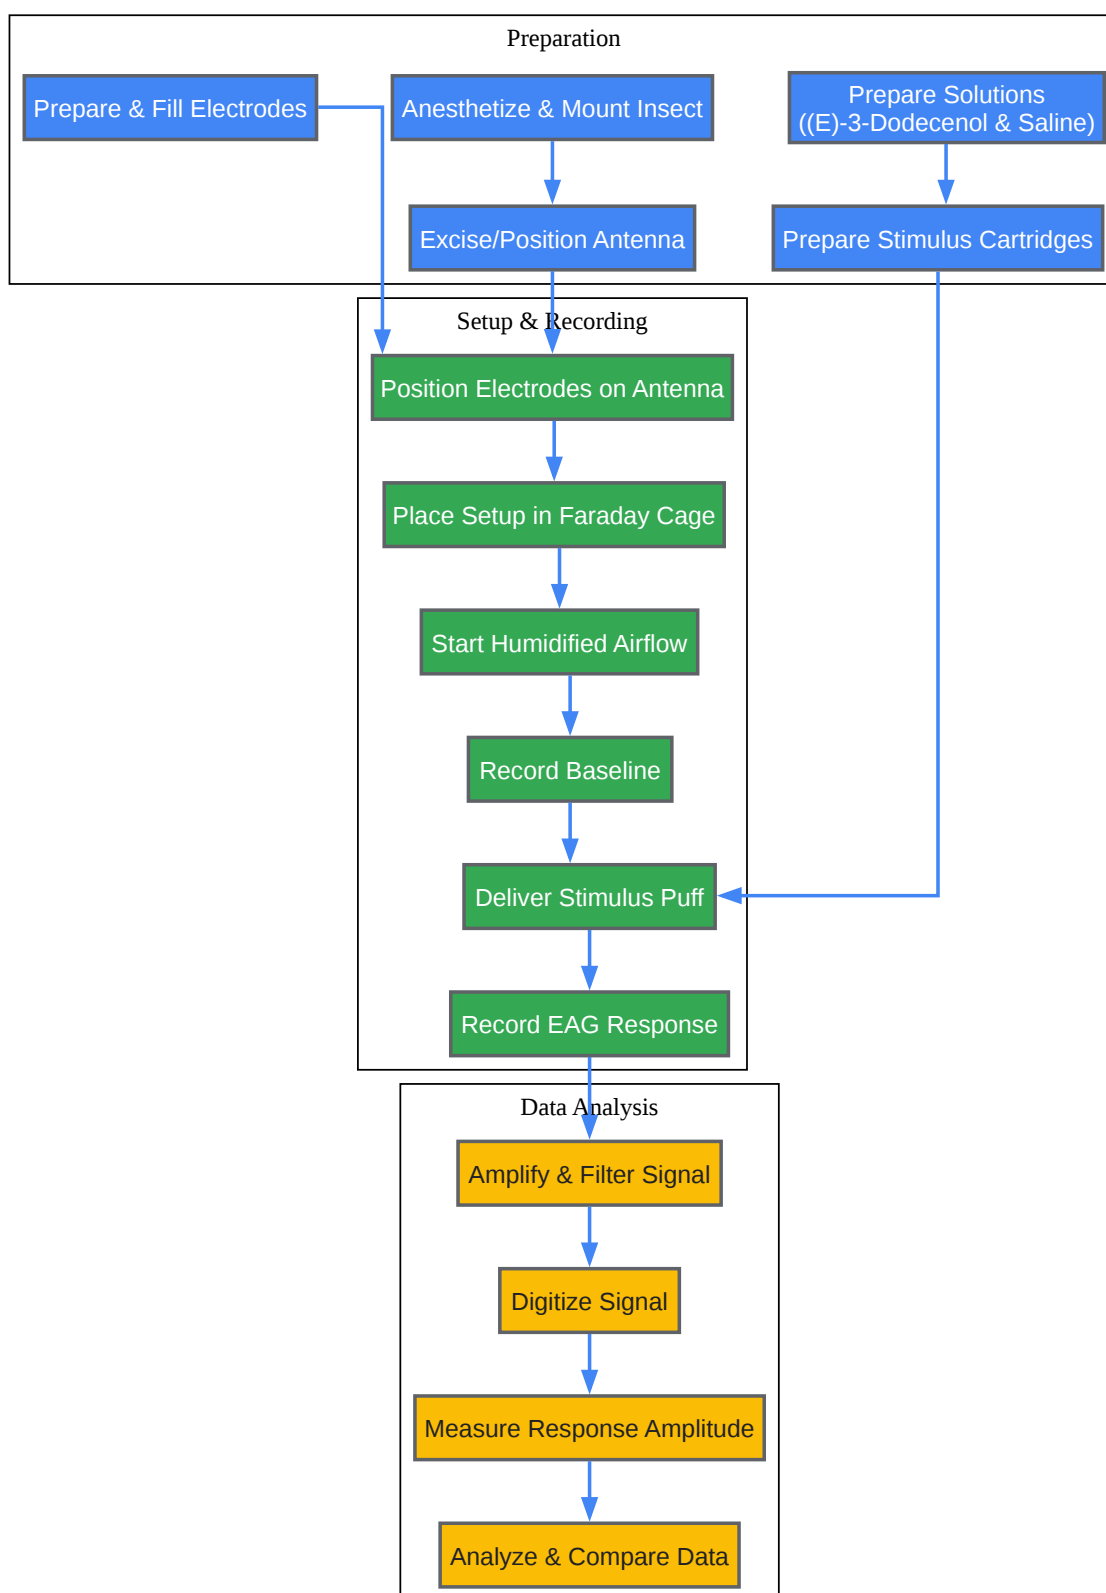 Preparation
Prepare & Fill Electrodes
Anesthetize & Mount Insect
Prepare Solutions
((E)-3-Dodecenol & Saline)
Excise/Position Antenna
Prepare Stimulus Cartridges
Setup & Recording
Position Electrodes on Antenna
Place Setup in Faraday Cage
Start Humidified Airflow
Record Baseline
Deliver Stimulus Puff
Record EAG Response
Data Analysis
Amplify & Filter Signal
Digitize Signal
Measure Response Amplitude
Analyze & Compare Data